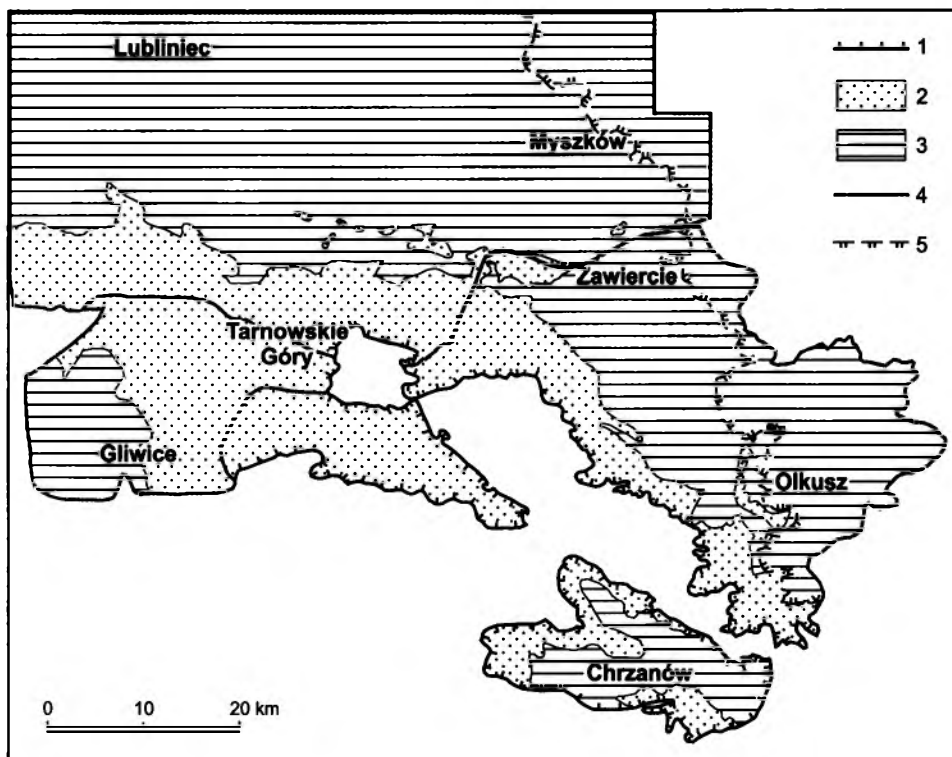 Lubliniec
1
2
Myszków
3
4
5
Zawiercie
Tarnowskie
Góry
Gliwice
Olkusz
Chrzanów
0 10 20 km